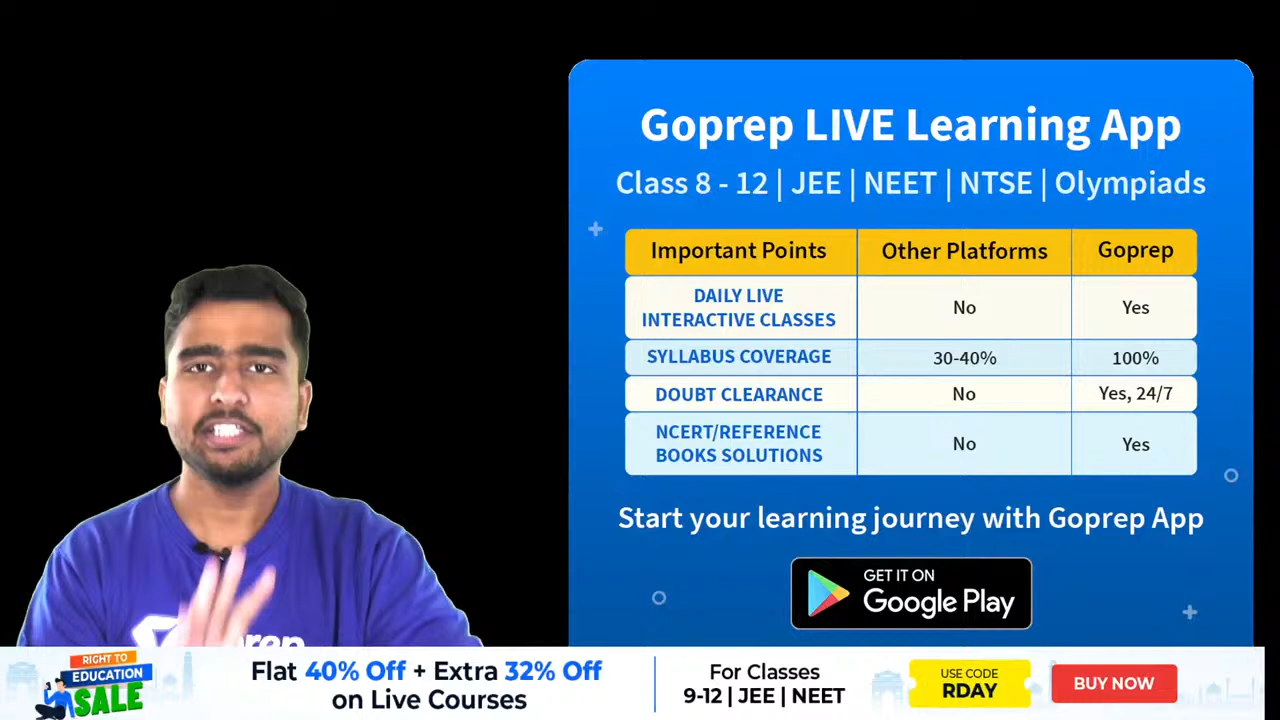 Goprep LIVE Learning App
Class 8 - 12 | JEE | NEET | NTSE | Olympiads
Important Points Other Platforms Goprep
DAILY LIVE
INTERACTIVE CLASSES No Yes
SYLLABUS COVERAGE 30-40% 100%
DOUBT CLEARANCE No Yes, 24/7
NCERT/REFERENCE
BOOKS SOLUTIONS No Yes
Start your learning journey with Goprep App
GET IT ON
Google Play
RIGHT TO
EDUCATION
SALE
Flat 40% Off + Extra 32% Off
on Live Courses
For Classes
9-12 | JEE | NEET
USE CODE
RDAY
BUY NOW